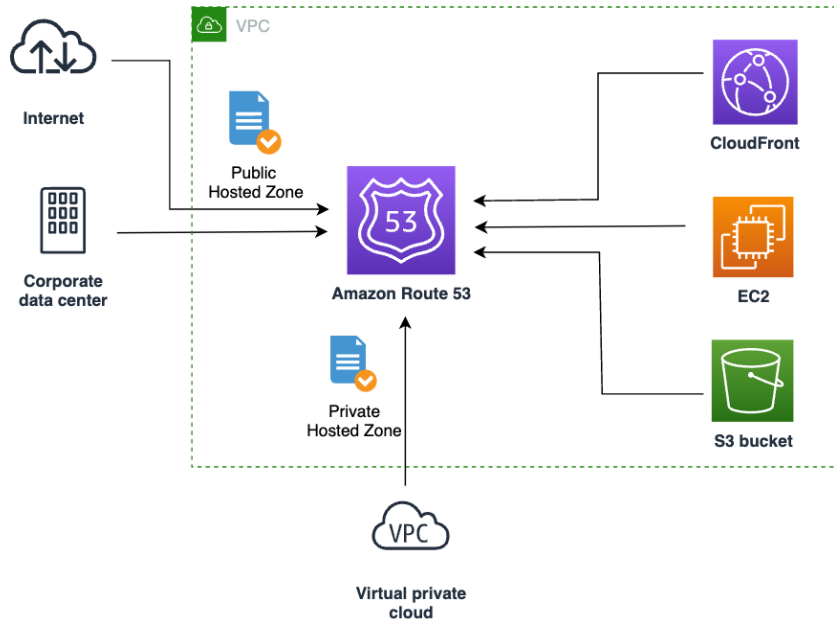 VPC
Internet
Public
Hosted Zone
CloudFront
53
Corporate
data center
Amazon Route 53
EC2
Private
Hosted Zone
S3 bucket
VPC
Virtual private
cloud